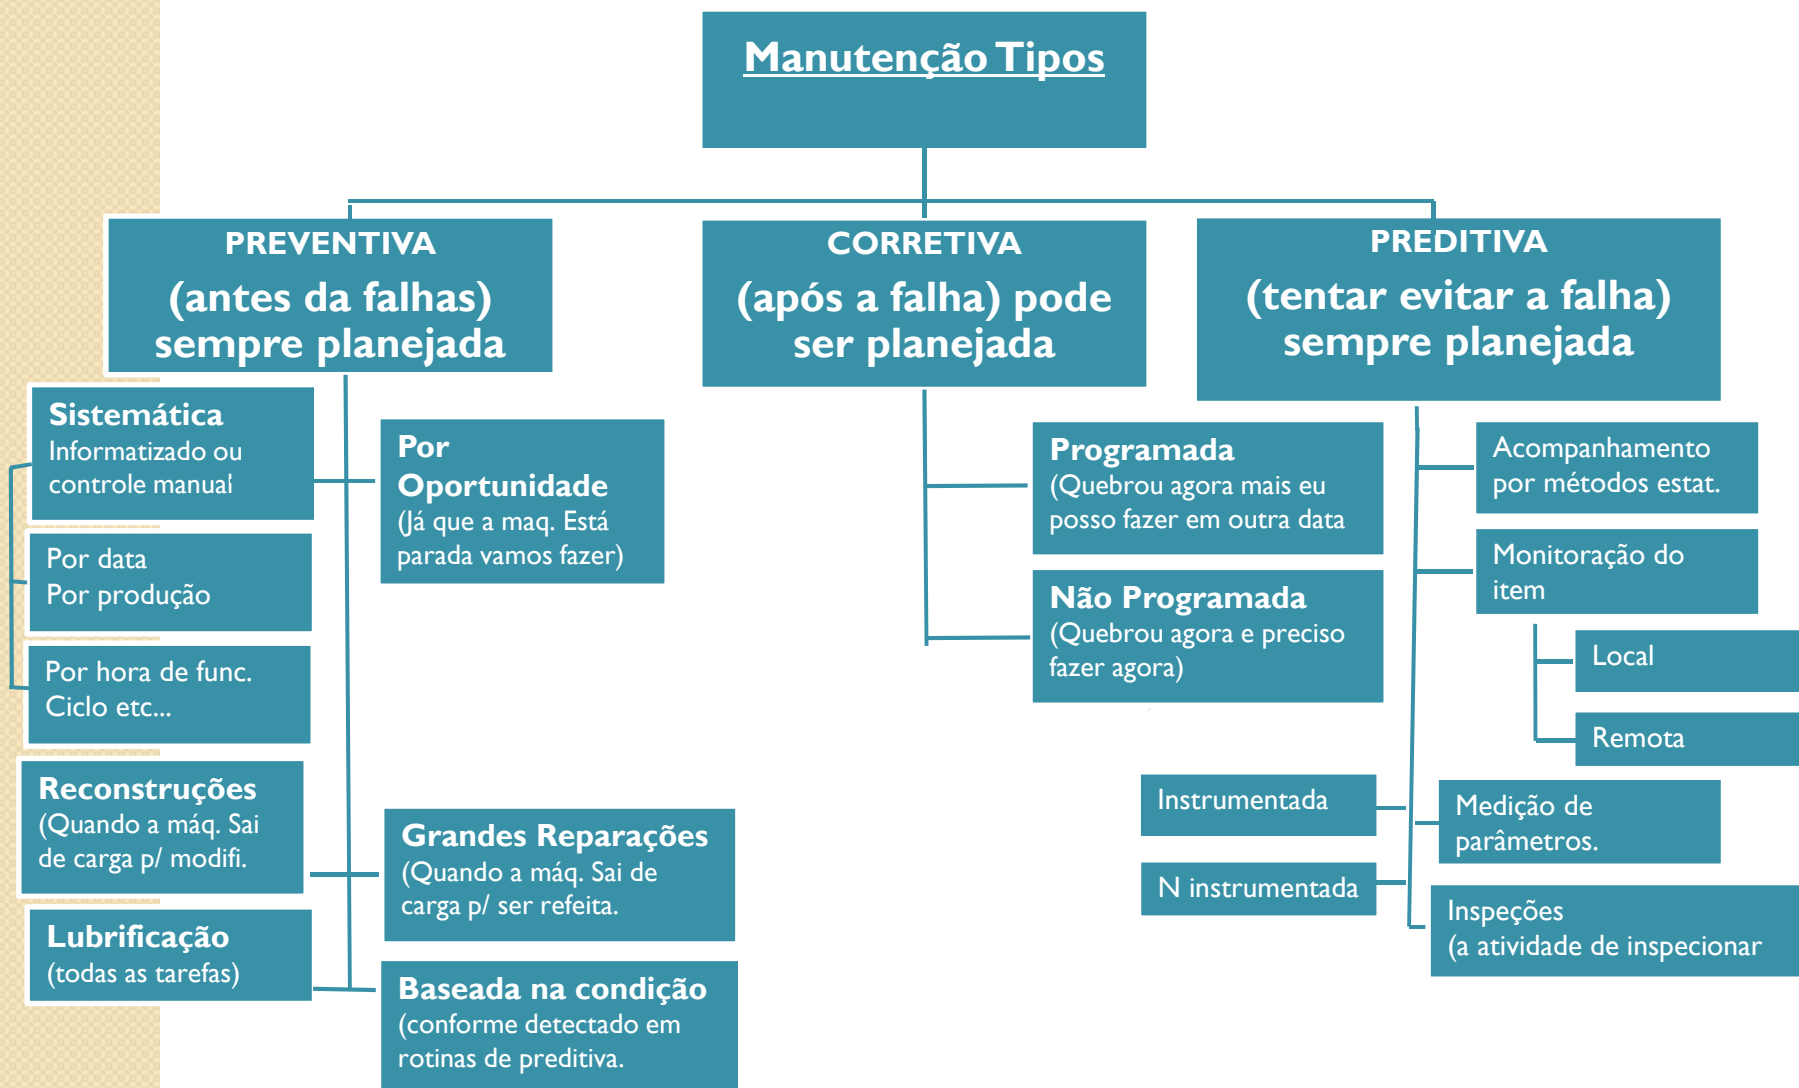 Manutenção Tipos
PREVENTIVA
(antes da falhas)
sempre planejada
CORRETIVA
(após a falha) pode
ser planejada
PREDITIVA
(tentar evitar a falha)
sempre planejada
Sistemática
Informatizado ou
controle manual
Por data
Por produção
Por hora de func.
Ciclo etc...
Reconstruções
(Quando a máq. Sai
de carga p/ modifi.
Lubrificação
(todas as tarefas)
Por
Oportunidade
(Já que a maq. Está
parada vamos fazer)
Grandes Reparações
(Quando a máq. Sai de
carga p/ ser refeita.
Baseada na condição
(conforme detectado em
rotinas de preditiva.
Programada
(Quebrou agora mais eu
posso fazer em outra data
Não Programada
(Quebrou agora e preciso
fazer agora)
Acompanhamento
por métodos estat.
Monitoração do
item
Local
Remota
Instrumentada
N instrumentada
Medição de
parâmetros.
Inspeções
(a atividade de inspecionar